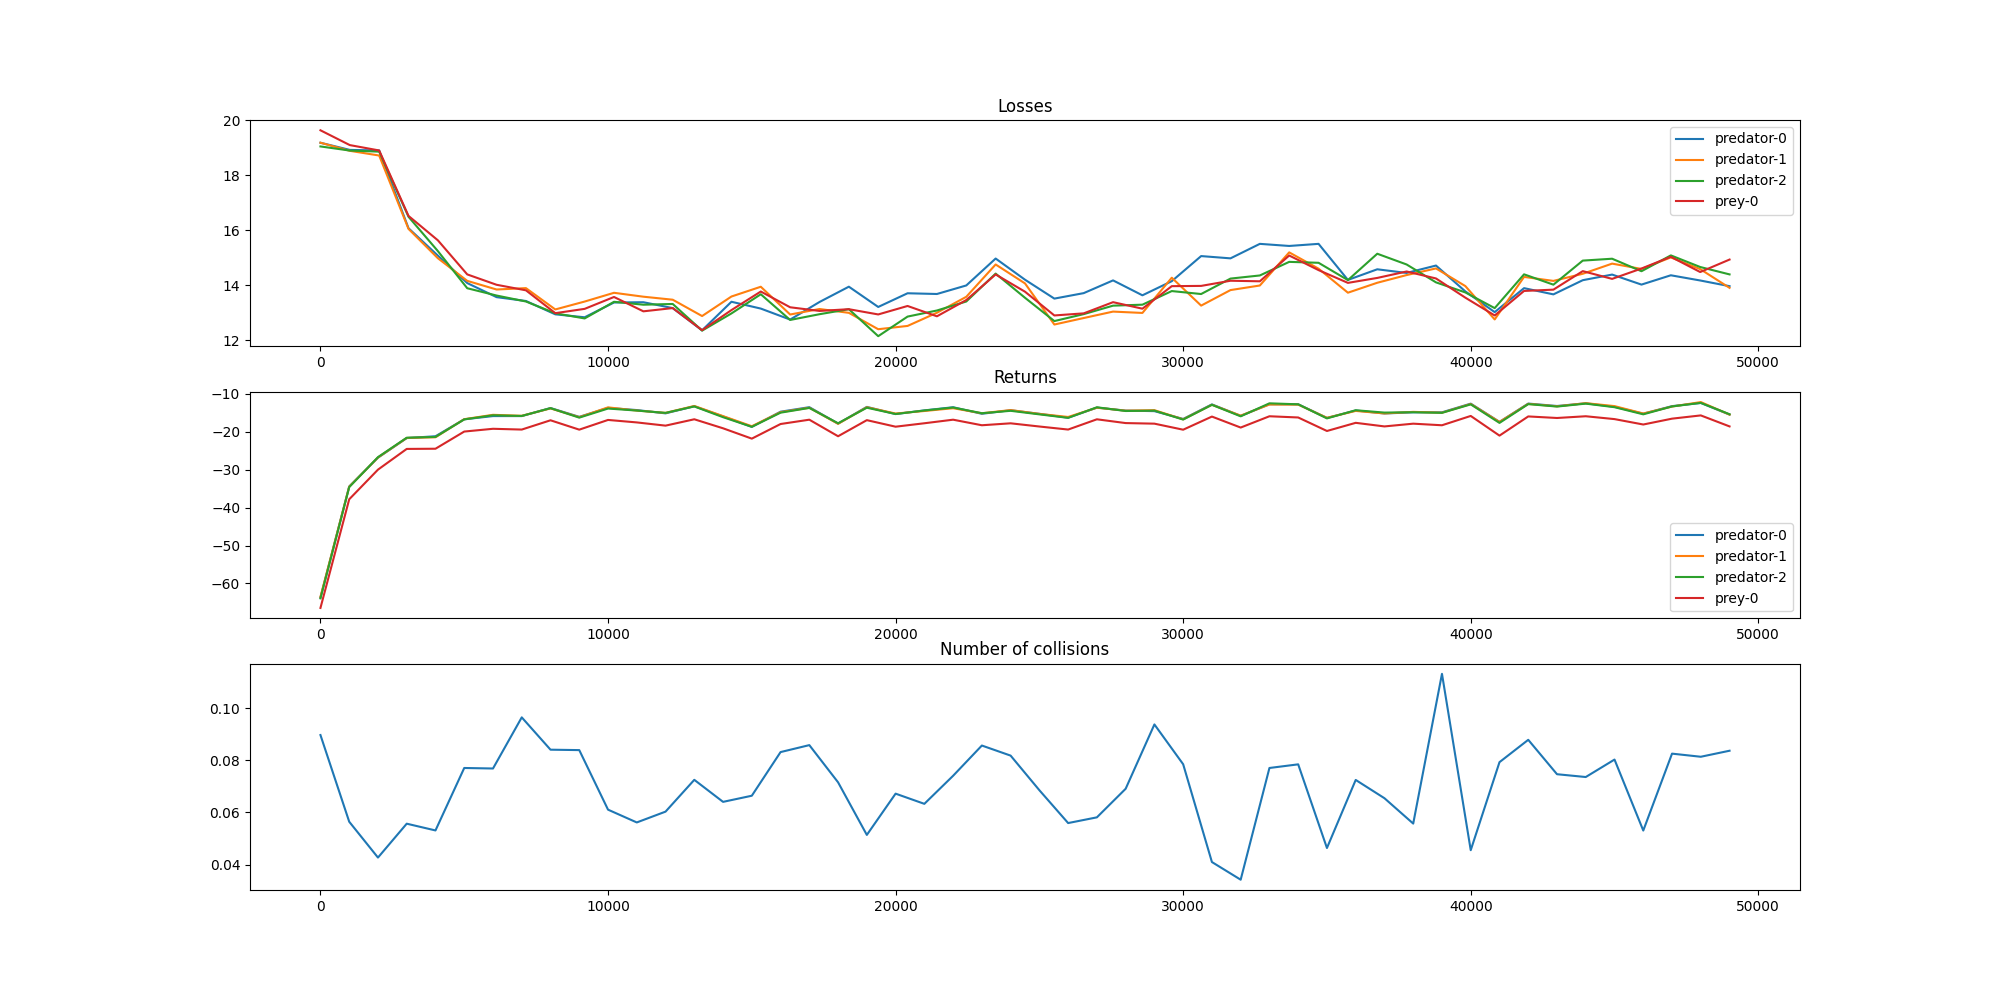 Losses
20
18
16
14
12
predator-0
predator-1
predator-2
prey-0
0 10000 20000 30000 40000 50000
Returns
−10
−20
−30
−40
−50
−60
predator-0
predator-1
predator-2
prey-0
0 10000 20000 30000 40000 50000
Number of collisions
0.10
0.08
0.06
0.04
0 10000 20000 30000 40000 50000